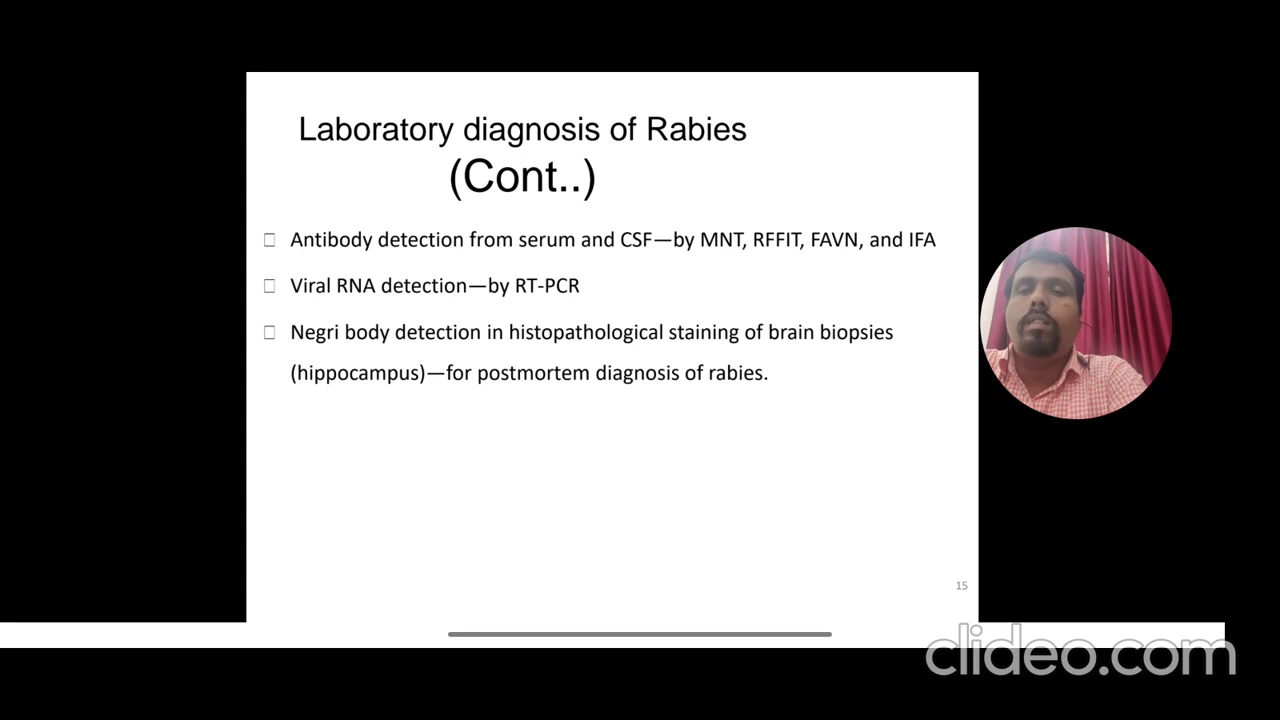 Laboratory diagnosis of Rabies
(Cont..)
Antibody detection from serum and CSF—by MNT, RFFIT, FAVN, and IFA
Viral RNA detection—by RT-PCR
Negri body detection in histopathological staining of brain biopsies
(hippocampus)—for postmortem diagnosis of rabies.
15
clideo.com